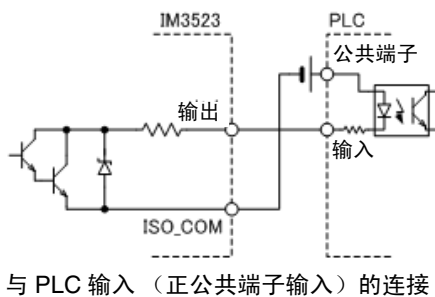 IM3523
PLC
公共端子
输出
输入
ISO_COM
与 PLC 输入 （正公共端子输入）的连接